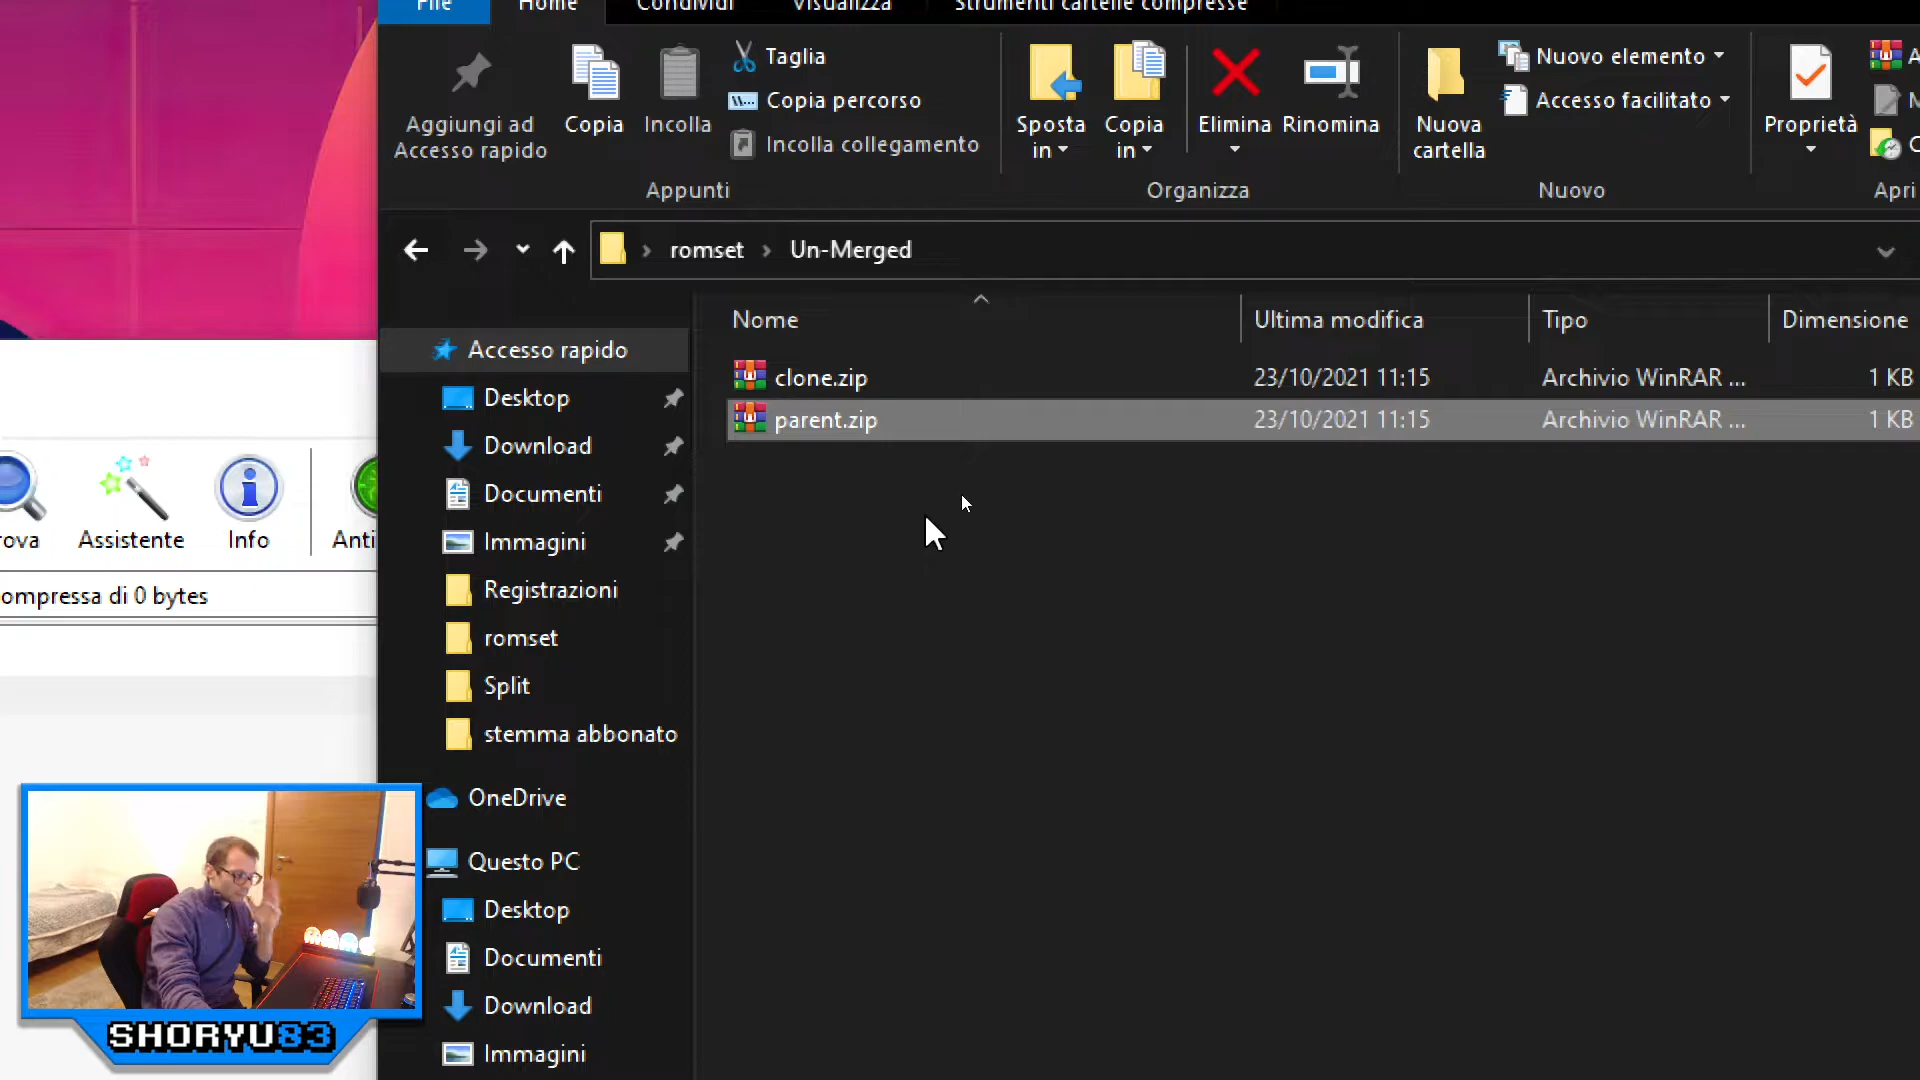 File Home Condividi Visualizza Strumenti cartelle compresse
Aggiungi ad
Accesso rapido
Copia
Incolla
Taglia
Copia percorso
Incolla collegamento
Appunti
Sposta
in
Copia
in
Elimina
Rinomina
Organizza
Nuova
cartella
Nuovo elemento
Accesso facilitato
Nuovo
Proprietà
Apri
romset > Un-Merged
Nome Ultima modifica Tipo Dimensione
clone.zip 23/10/2021 11:15 Archivio WinRAR ... 1 KB
parent.zip 23/10/2021 11:15 Archivio WinRAR ... 1 KB
Accesso rapido
Desktop
Download
Documenti
Immagini
Registrazioni
romset
Split
stemma abbonato
OneDrive
Questo PC
Desktop
Documenti
Download
Immagini
ova Assistente Info Anti
ompressa di 0 bytes
SHORYU83